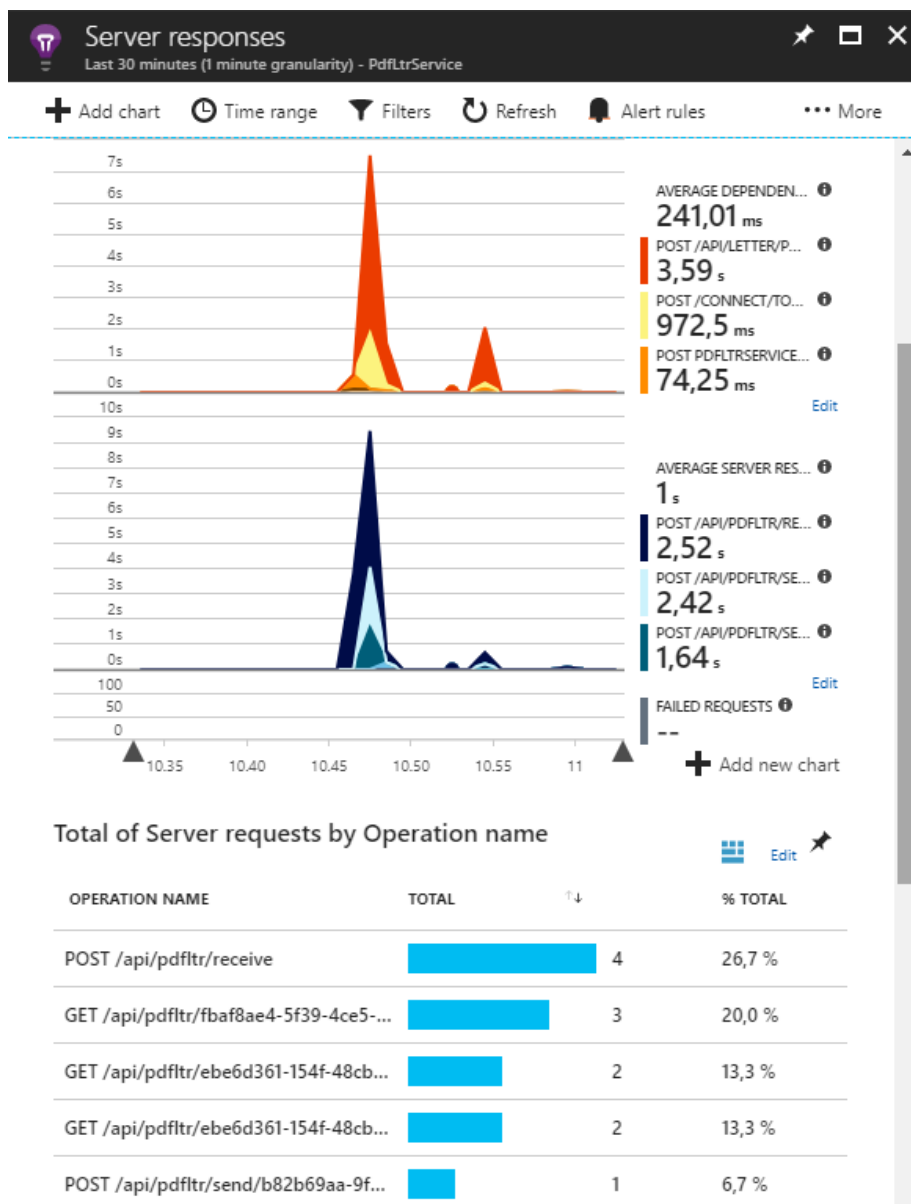 Server responses
Last 30 minutes (1 minute granularity) - PdfLtrService
Add chart Time range Filters Refresh Alert rules ••• More
7s
6s
5s
4s
3s
2s
1s
0s
AVERAGE DEPENDEN...
241,01 ms
POST /API/LETTER/P...
3,59 s
POST /CONNECT/TO...
972,5 ms
POST PDFLTRSERVICE...
74,25 ms
Edit
10s
9s
8s
7s
6s
5s
4s
3s
2s
1s
0s
AVERAGE SERVER RES...
1 s
POST /API/PDFLTR/RE...
2,52 s
POST /API/PDFLTR/SE...
2,42 s
POST /API/PDFLTR/SE...
1,64 s
Edit
100
50
0
FAILED REQUESTS
--
10.35 10.40 10.45 10.50 10.55 11
Add new chart
Total of Server requests by Operation name
Edit
OPERATION NAME TOTAL % TOTAL
POST /api/pdfltr/receive 4 26,7 %
GET /api/pdfltr/fbaf8ae4-5f39-4ce5-... 3 20,0 %
GET /api/pdfltr/ebe6d361-154f-48cb... 2 13,3 %
GET /api/pdfltr/ebe6d361-154f-48cb... 2 13,3 %
POST /api/pdfltr/send/b82b69aa-9f... 1 6,7 %